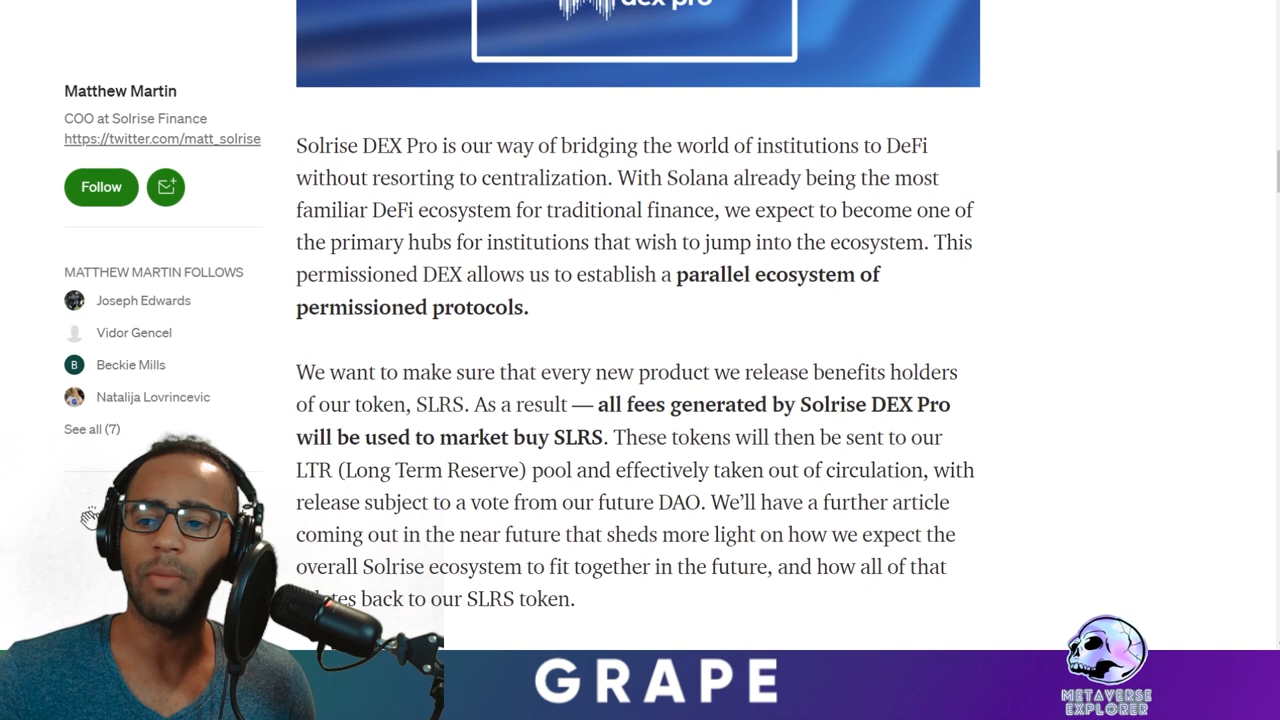 dex pro
Matthew Martin
COO at Solrise Finance
https://twitter.com/matt_solrise
Follow
MATTHEW MARTIN FOLLOWS
Joseph Edwards
Vidor Gencel
B
Beckie Mills
Natalija Lovrincevic
See all (7)
Solrise DEX Pro is our way of bridging the world of institutions to DeFi
without resorting to centralization. With Solana already being the most
familiar DeFi ecosystem for traditional finance, we expect to become one of
the primary hubs for institutions that wish to jump into the ecosystem. This
permissioned DEX allows us to establish a parallel ecosystem of
permissioned protocols.
We want to make sure that every new product we release benefits holders
of our token, SLRS. As a result — all fees generated by Solrise DEX Pro
will be used to market buy SLRS. These tokens will then be sent to our
LTR (Long Term Reserve) pool and effectively taken out of circulation, with
release subject to a vote from our future DAO. We’ll have a further article
coming out in the near future that sheds more light on how we expect the
overall Solrise ecosystem to fit together in the future, and how all of that
back to our SLRS token.
GRAPE
METAVERSE
EXPLORER